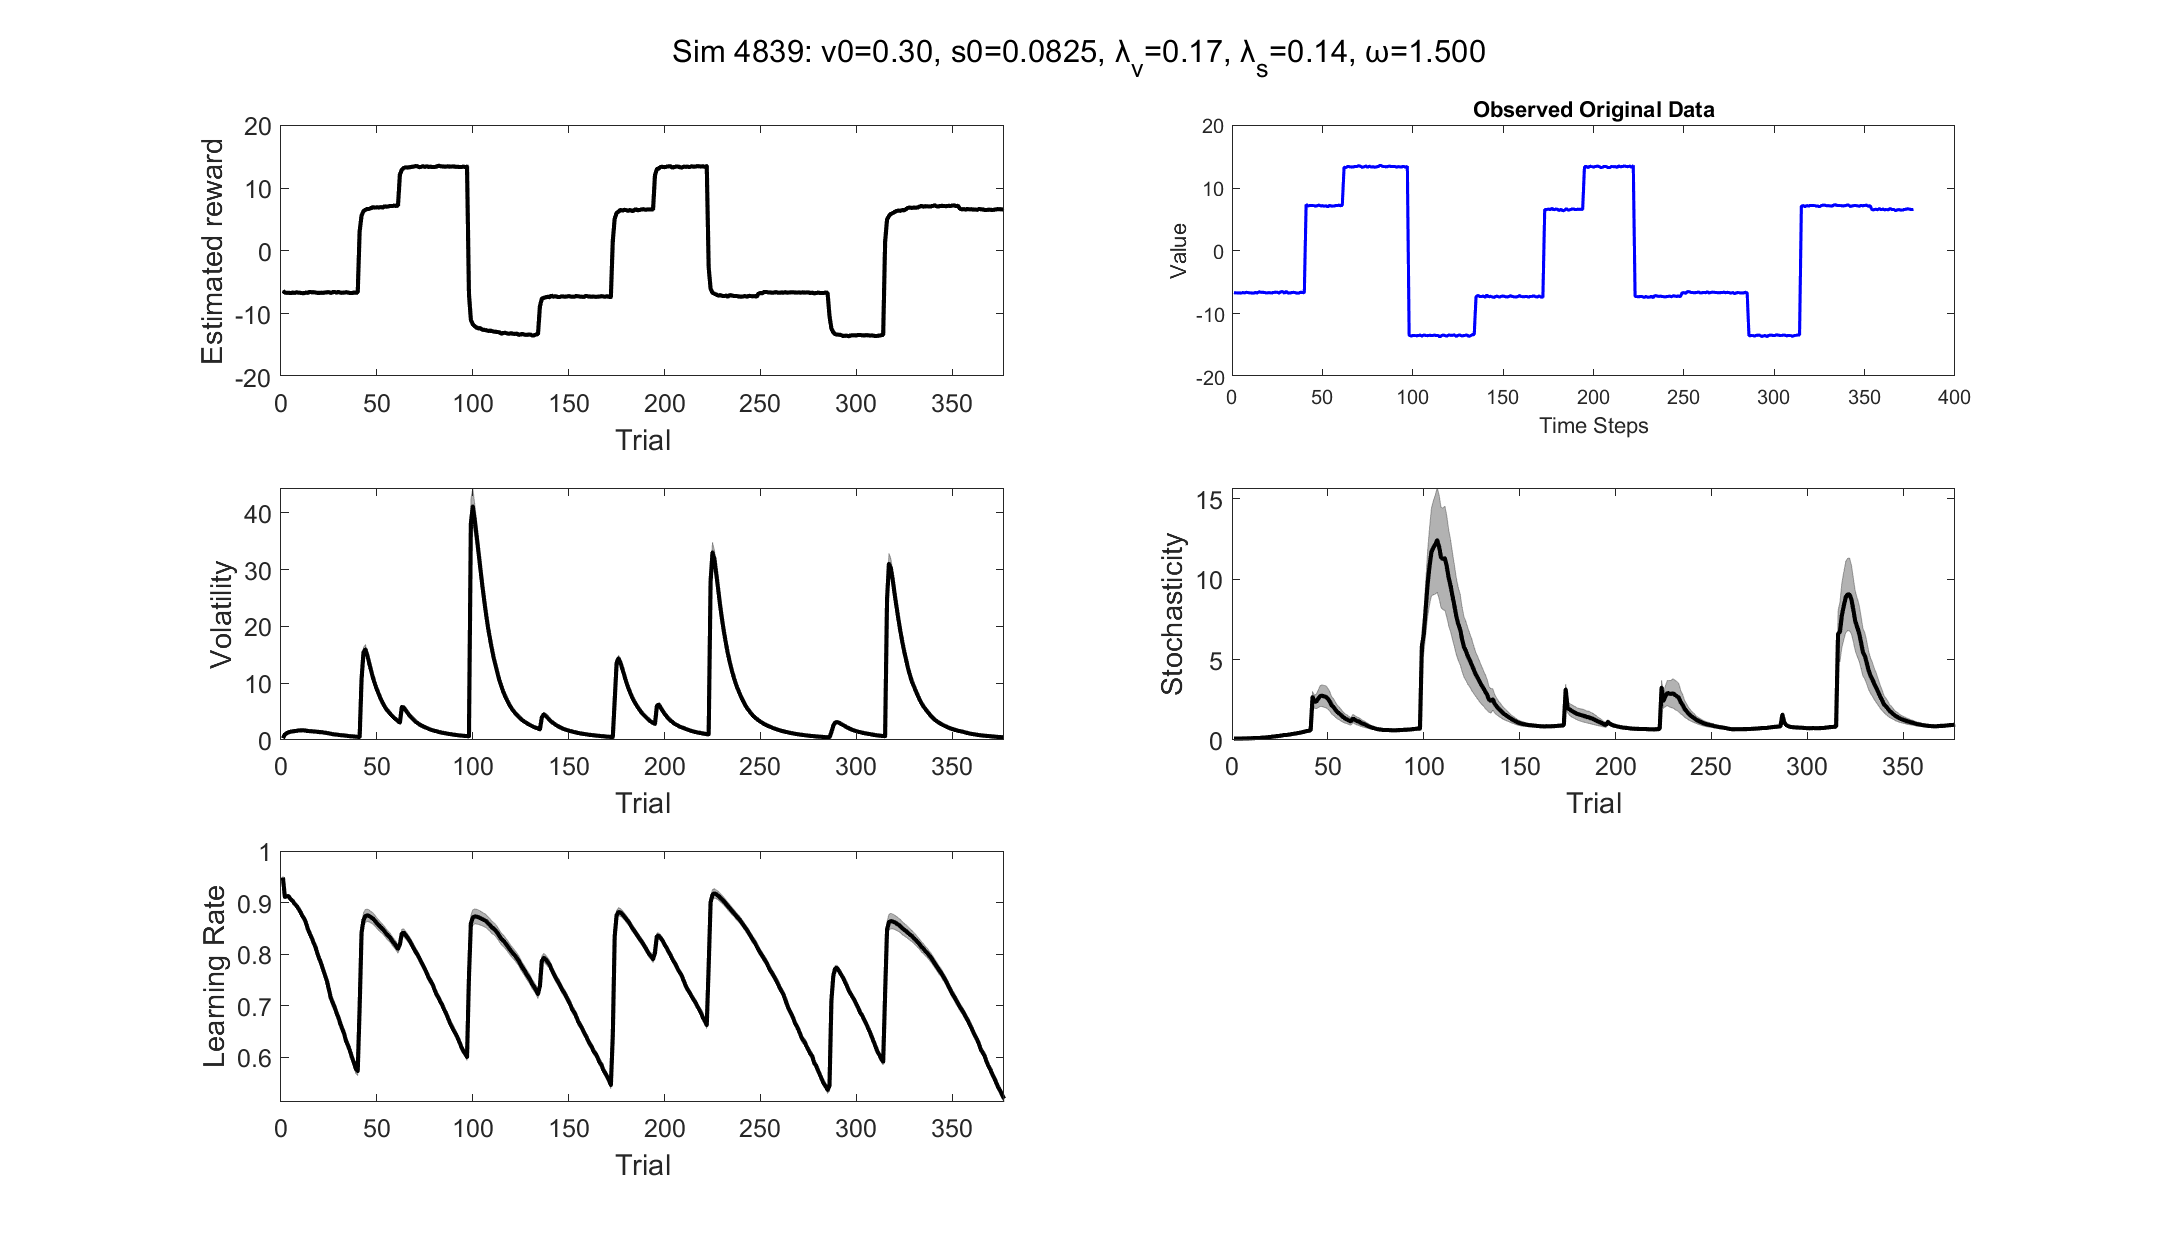 Sim 4839: v0=0.30, s0=0.0825, λv=0.17, λs=0.14, ω=1.500
Estimated reward
20
10
0
-10
-20
0 50 100 150 200 250 300 350
Trial
Observed Original Data
Value
20
10
0
-10
-20
0 50 100 150 200 250 300 350 400
Time Steps
Volatility
40
30
20
10
0
0 50 100 150 200 250 300 350
Trial
Stochasticity
15
10
5
0
0 50 100 150 200 250 300 350
Trial
Learning Rate
1
0.9
0.8
0.7
0.6
0 50 100 150 200 250 300 350
Trial